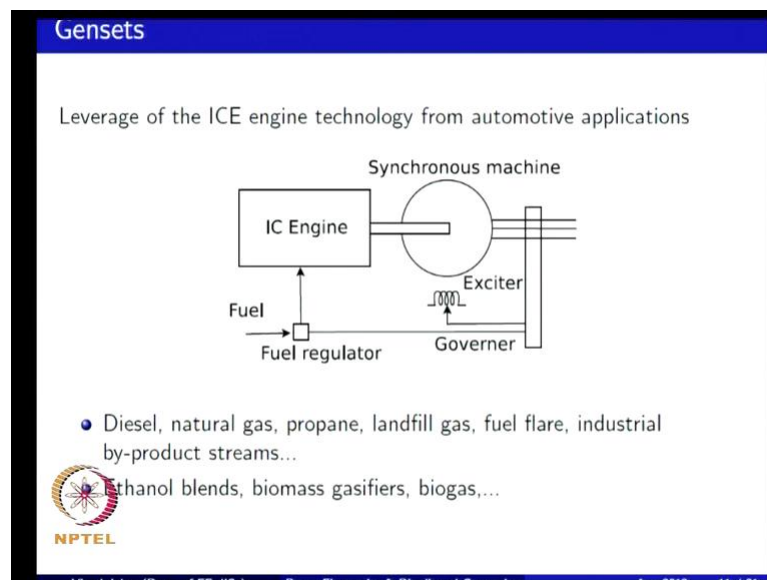 Gensets
Leverage of the ICE engine technology from automotive applications
Synchronous machine
IC Engine
Exciter
Fuel
Governer
Fuel regulator
Diesel, natural gas, propane, landfill gas, fuel flare, industrial
by-product streams...
Ethanol blends, biomass gasifiers, biogas,...
NPTEL